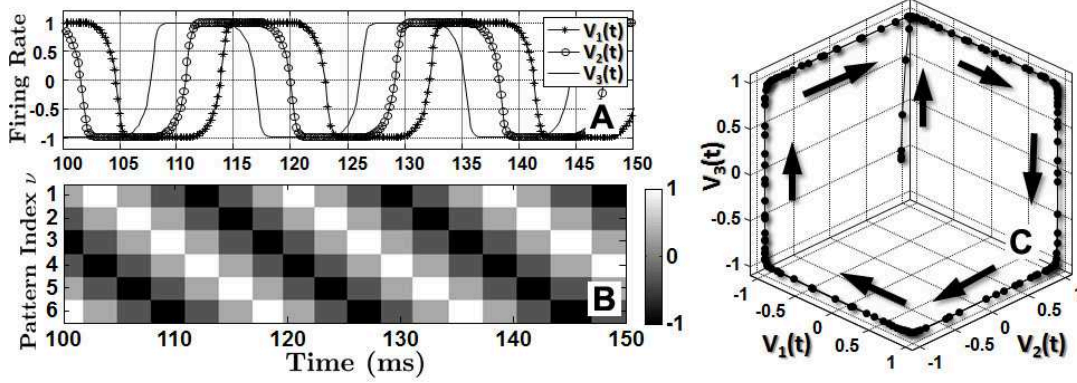 Firing Rate
1
0.5
0
-0.5
-1
V1(t)
V2(t)
V3(t)
A
100 105 110 115 120 125 130 135 140 145 150
Pattern Index ν
1
2
3
4
5
6
B
1
0
-1
100 110 120 130 140 150
Time (ms)
V3(t)
1
0.5
0
-0.5
-1
C
-1 -0.5 0 0.5 1
V1(t)
-1 -0.5 0 0.5 1
V2(t)